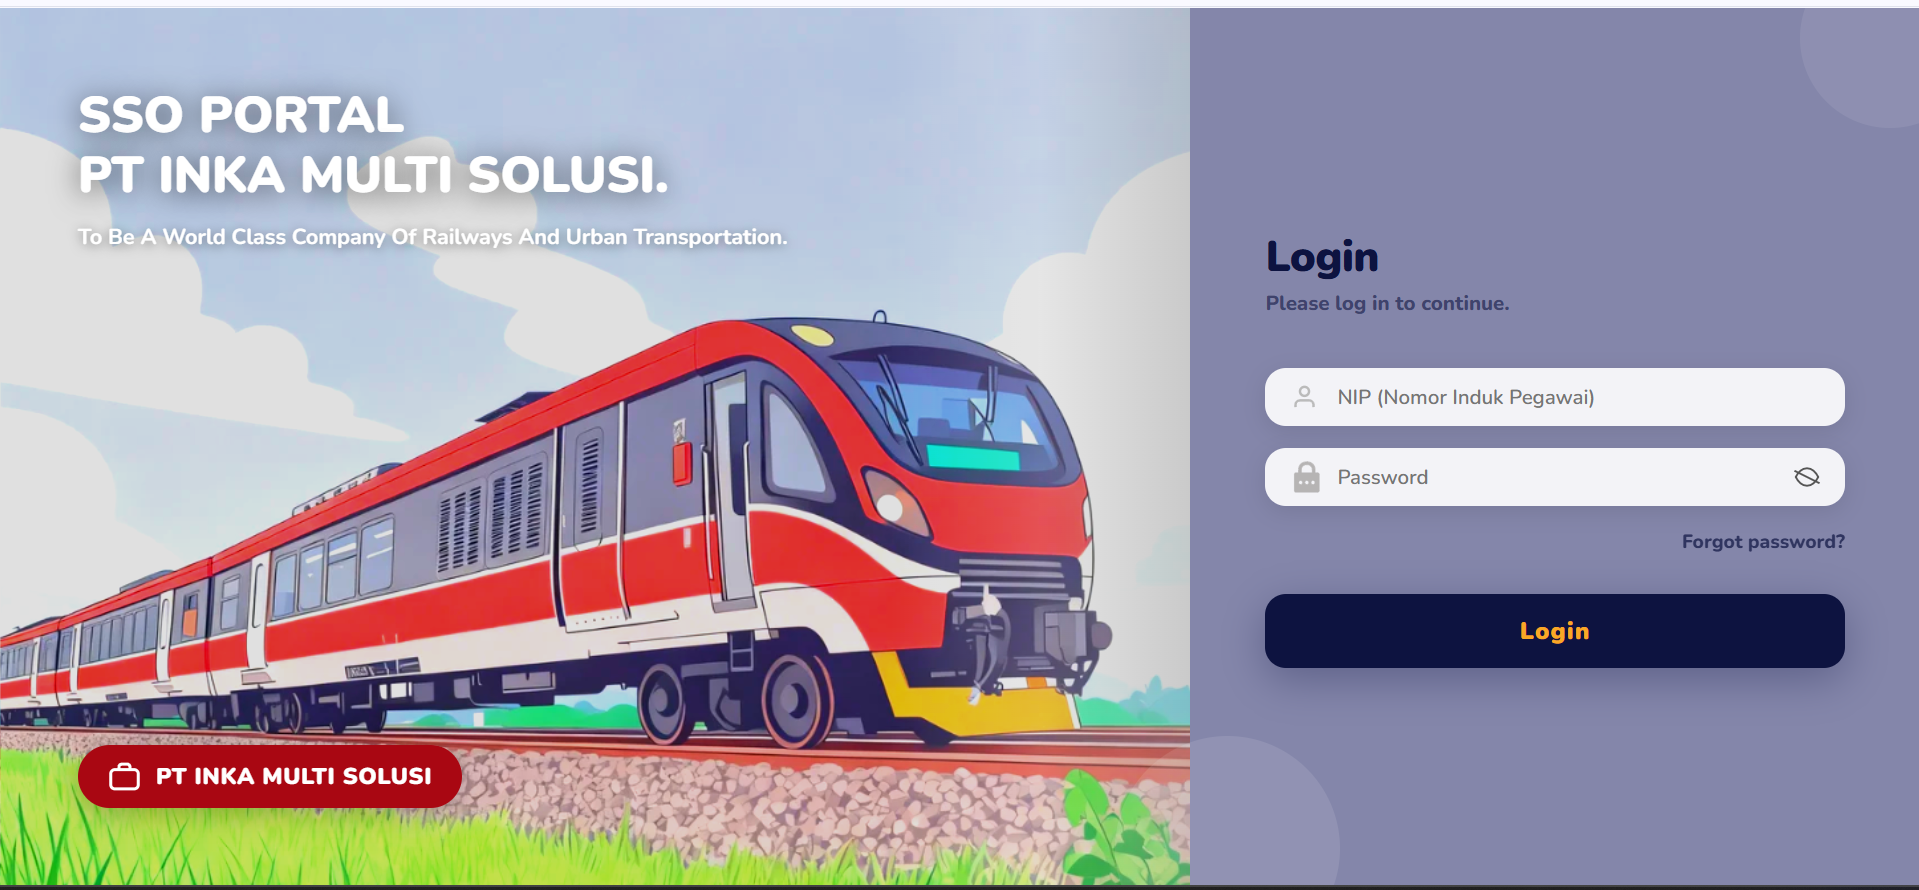 SSO PORTAL
PT INKA MULTI SOLUSI.
To Be A World Class Company Of Railways And Urban Transportation.
PT INKA MULTI SOLUSI
Login
Please log in to continue.
NIP (Nomor Induk Pegawai)
Password
Forgot password?
Login